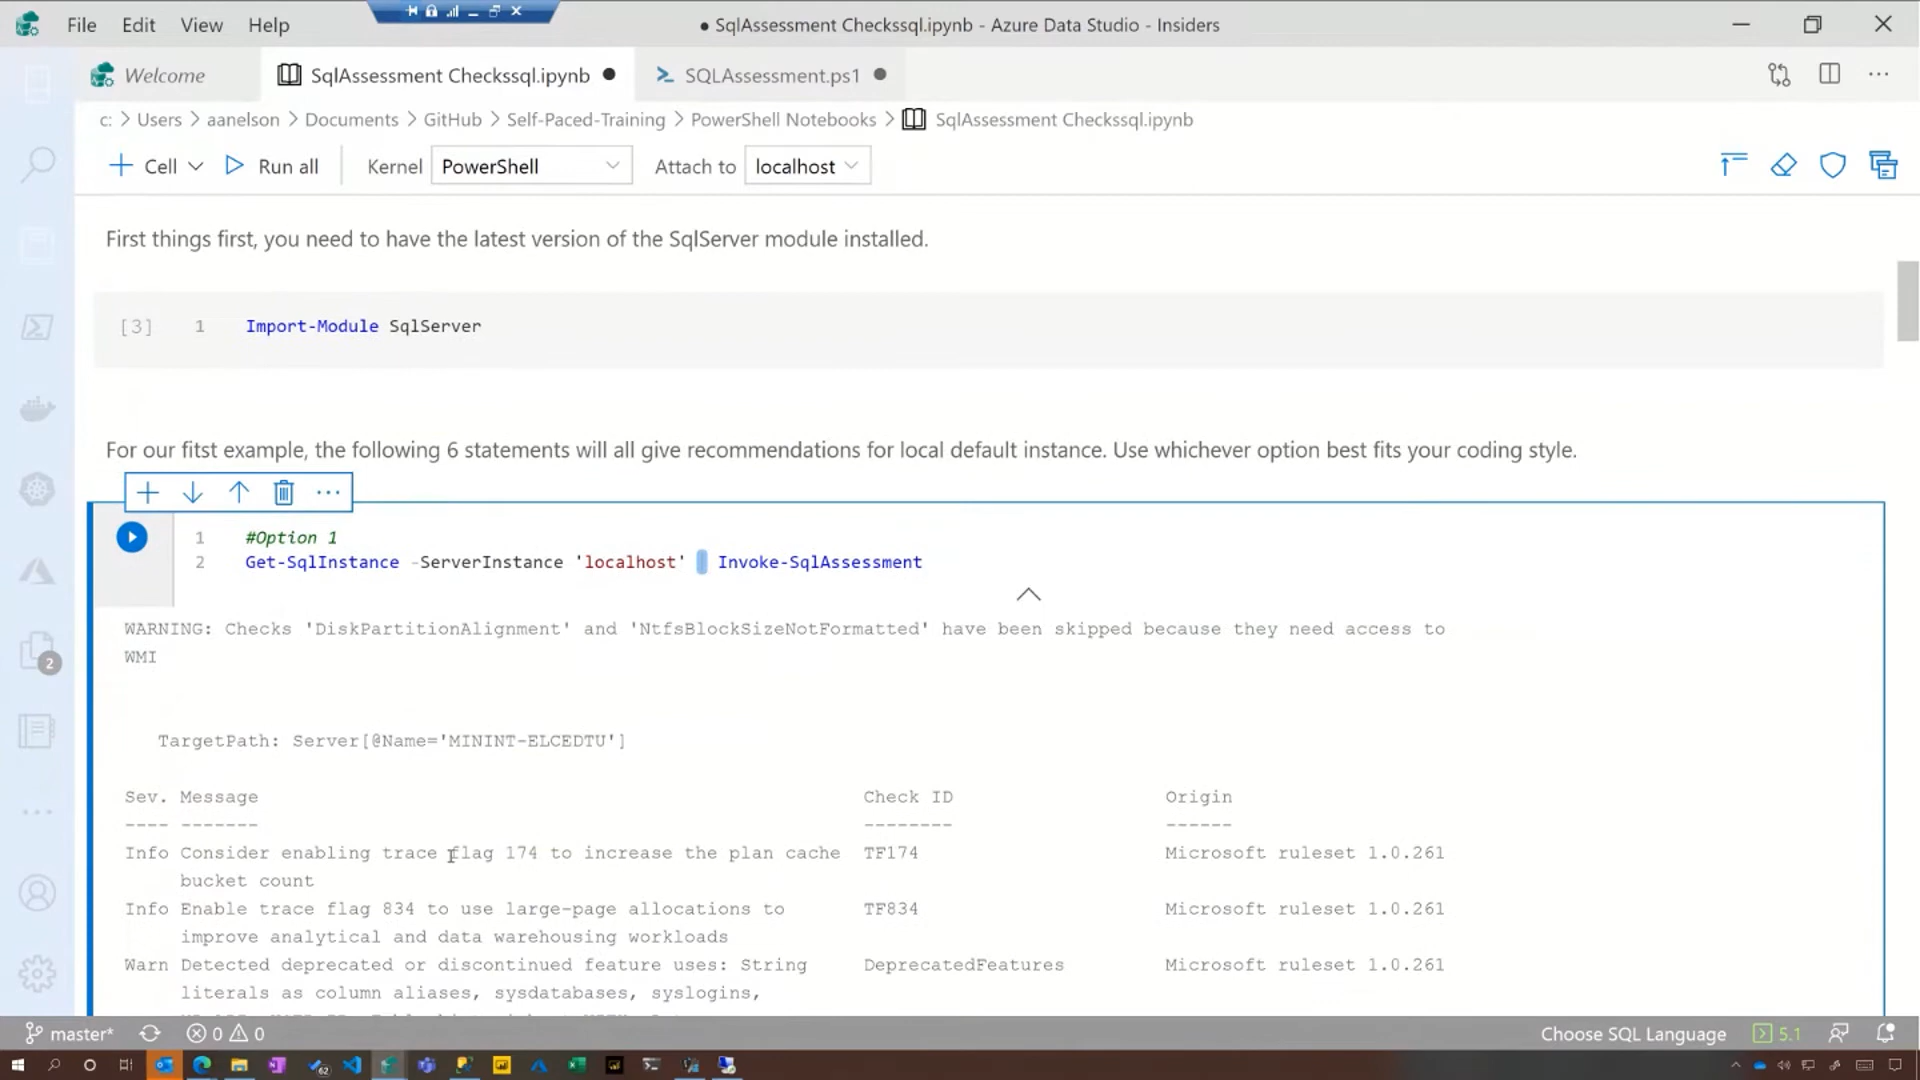 File Edit View Help
● SqlAssessment Checkssql.ipynb - Azure Data Studio - Insiders
Welcome
SqlAssessment Checkssql.ipynb ●
SQLAssessment.ps1 ●
c: > Users > aanelson > Documents > GitHub > Self-Paced-Training > PowerShell Notebooks > SqlAssessment Checkssql.ipynb
Cell Run all Kernel PowerShell Attach to localhost
First things first, you need to have the latest version of the SqlServer module installed.
[3] 1 Import-Module SqlServer
For our fitst example, the following 6 statements will all give recommendations for local default instance. Use whichever option best fits your coding style.
1 #Option 1
2 Get-SqlInstance -ServerInstance 'localhost' | Invoke-SqlAssessment
WARNING: Checks 'DiskPartitionAlignment' and 'NtfsBlockSizeNotFormatted' have been skipped because they need access to
WMI
TargetPath: Server[@Name='MININT-ELCEDTU']
Sev. Message Check ID Origin
---- ------- -------- ------
Info Consider enabling trace flag 174 to increase the plan cache TF174 Microsoft ruleset 1.0.261
bucket count
Info Enable trace flag 834 to use large-page allocations to TF834 Microsoft ruleset 1.0.261
improve analytical and data warehousing workloads
Warn Detected deprecated or discontinued feature uses: String DeprecatedFeatures Microsoft ruleset 1.0.261
literals as column aliases, sysdatabases, syslogins,
2
master* 0 0 Choose SQL Language 5.1
62